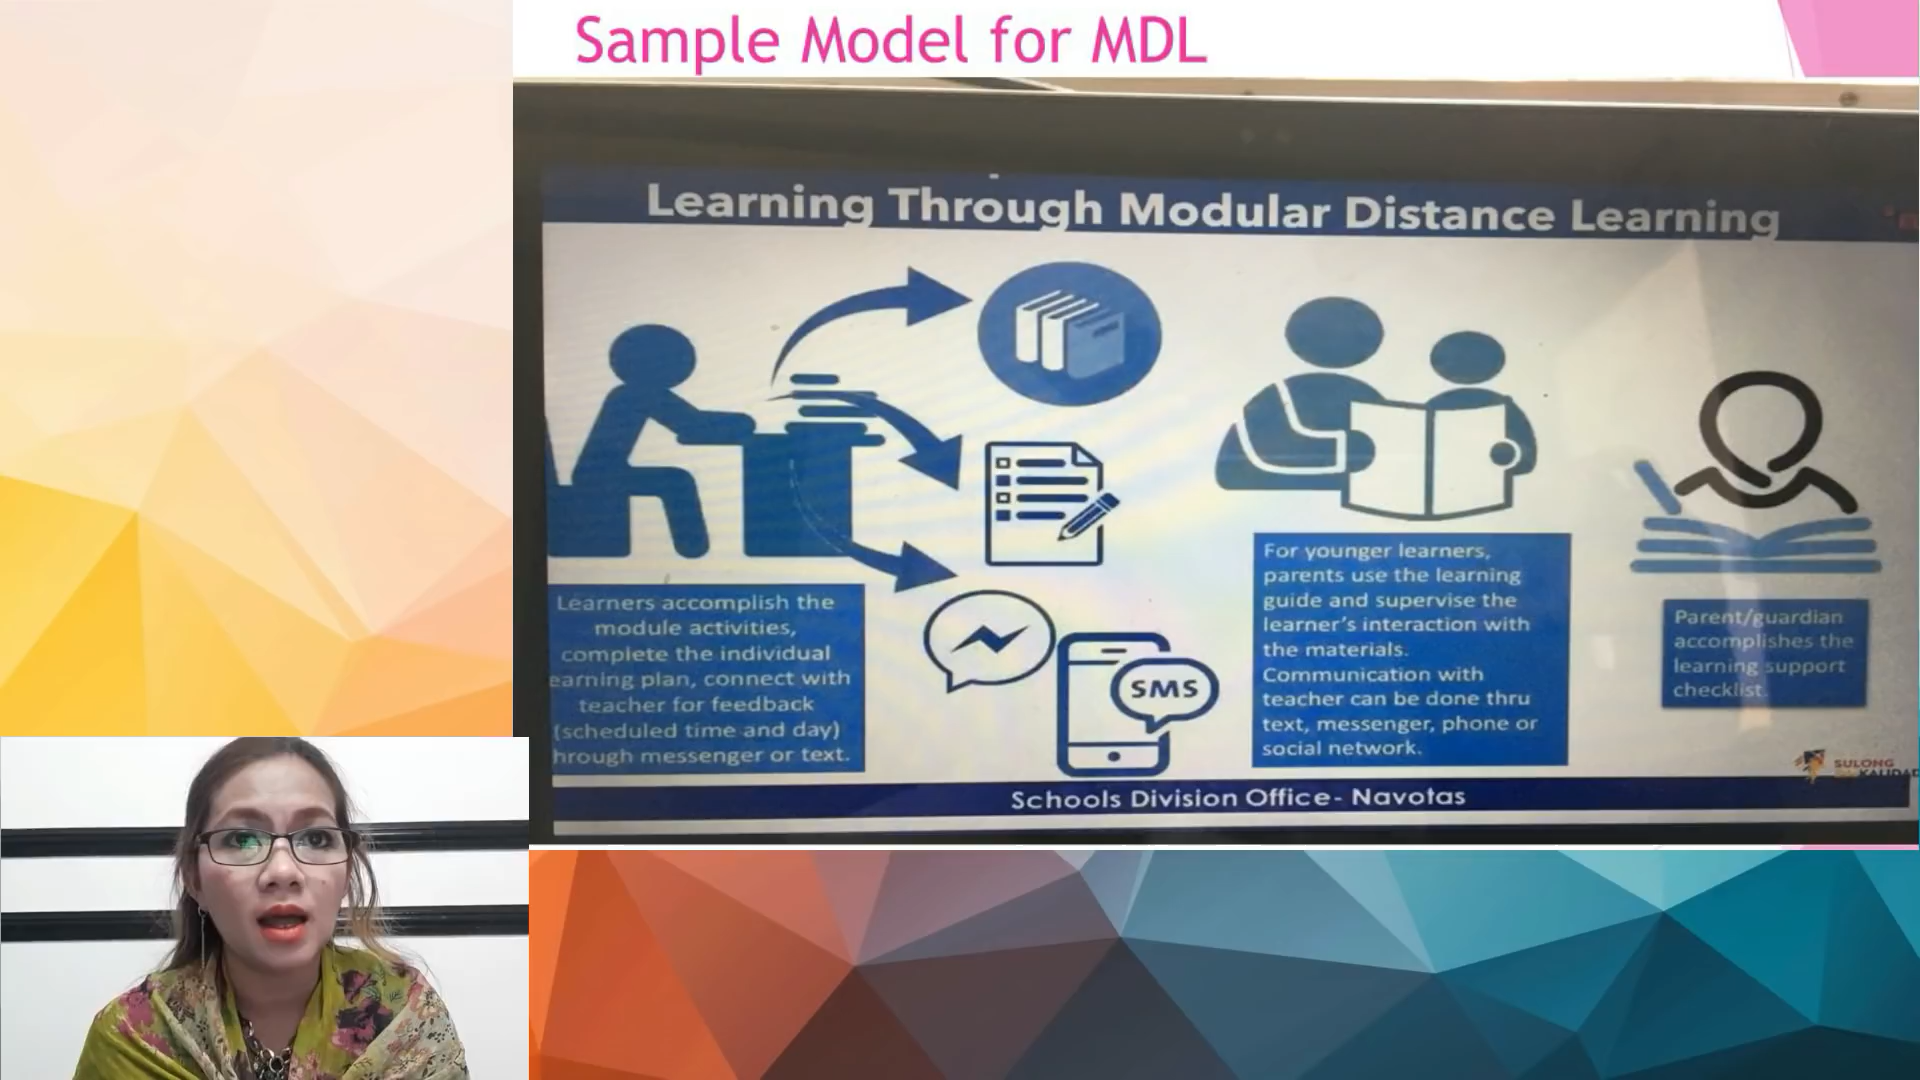 Sample Model for MDL
Learning Through Modular Distance Learning
Learners accomplish the
module activities,
complete the individual
earning plan, connect with
teacher for feedback
(scheduled time and day)
hrough messenger or text.
SMS
For younger learners,
parents use the learning
guide and supervise the
learner's interaction with
the materials.
Communication with
teacher can be done thru
text, messenger, phone or
social network.
Parent/guardian
accomplishes the
learning support
checklist.
SULONG
KALIDAD
Schools Division Office- Navotas